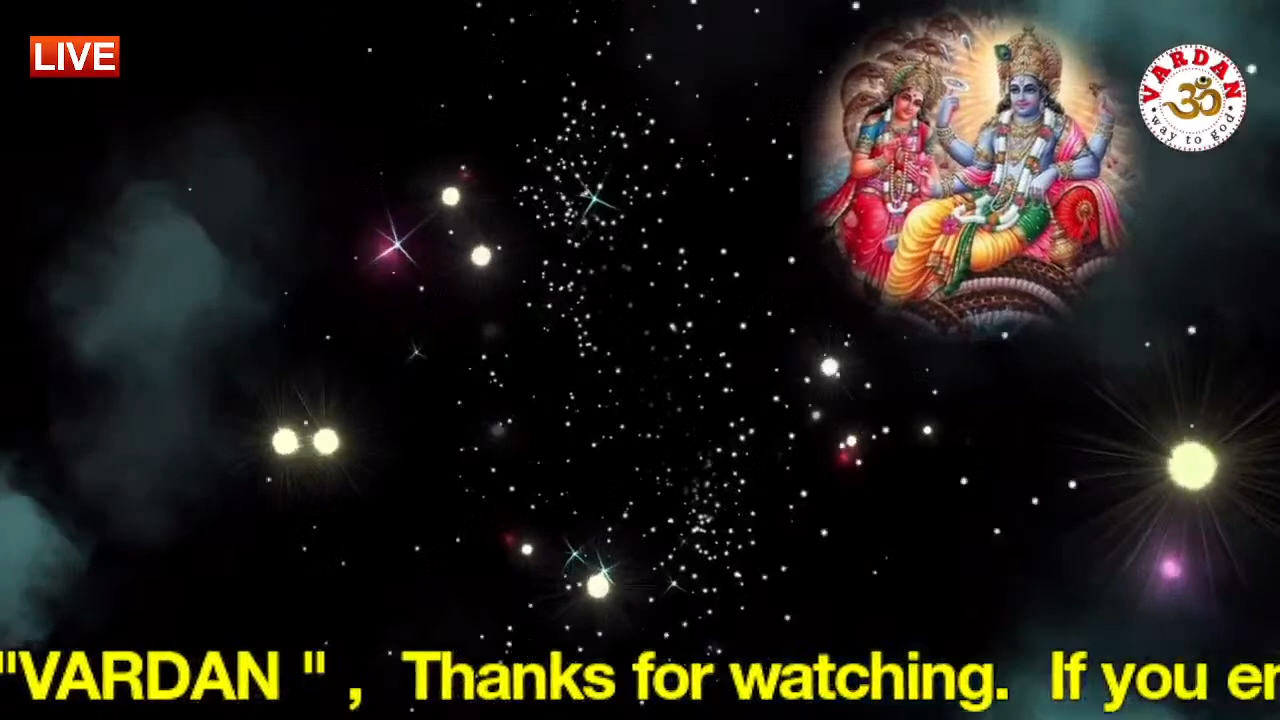 LIVE
VARDAN
ॐ
way to god
"VARDAN " ,  Thanks for watching.  If you en